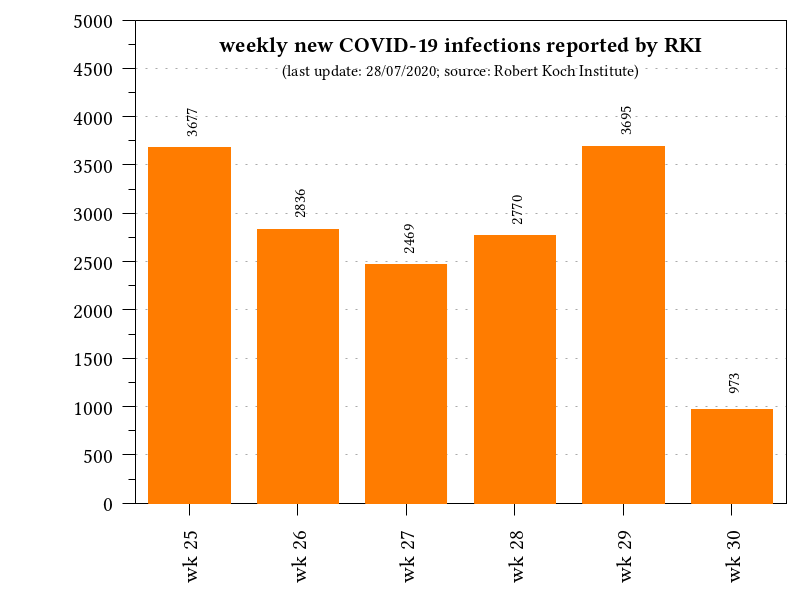 weekly new COVID-19 infections reported by RKI
(last update: 28/07/2020; source: Robert Koch Institute)
5000
4500
4000
3500
3000
2500
2000
1500
1000
500
0
3677
2836
2469
2770
3695
973
wk 25
wk 26
wk 27
wk 28
wk 29
wk 30